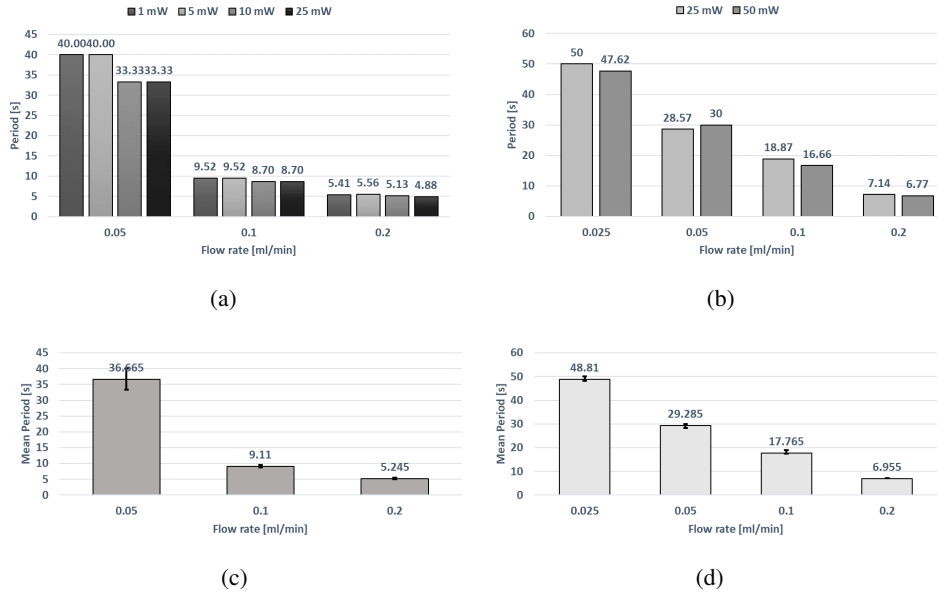 (a)
1 mW 5 mW 10 mW 25 mW
Period [s]
45
40
35
30
25
20
15
10
5
0
40.00 40.00 33.33 33.33
9.52 9.52 8.70 8.70
5.41 5.56 5.13 4.88
0.05 0.1 0.2
Flow rate [ml/min]
(b)
25 mW 50 mW
Period [s]
60
50
40
30
20
10
0
50 47.62
28.57 30
18.87 16.66
7.14 6.77
0.025 0.05 0.1 0.2
Flow rate [ml/min]
(c)
Mean Period [s]
45
40
35
30
25
20
15
10
5
0
36.665
9.11
5.245
0.05 0.1 0.2
Flow rate [ml/min]
(d)
Mean Period [s]
60
50
40
30
20
10
0
48.81
29.285
17.765
6.955
0.025 0.05 0.1 0.2
Flow rate [ml/min]